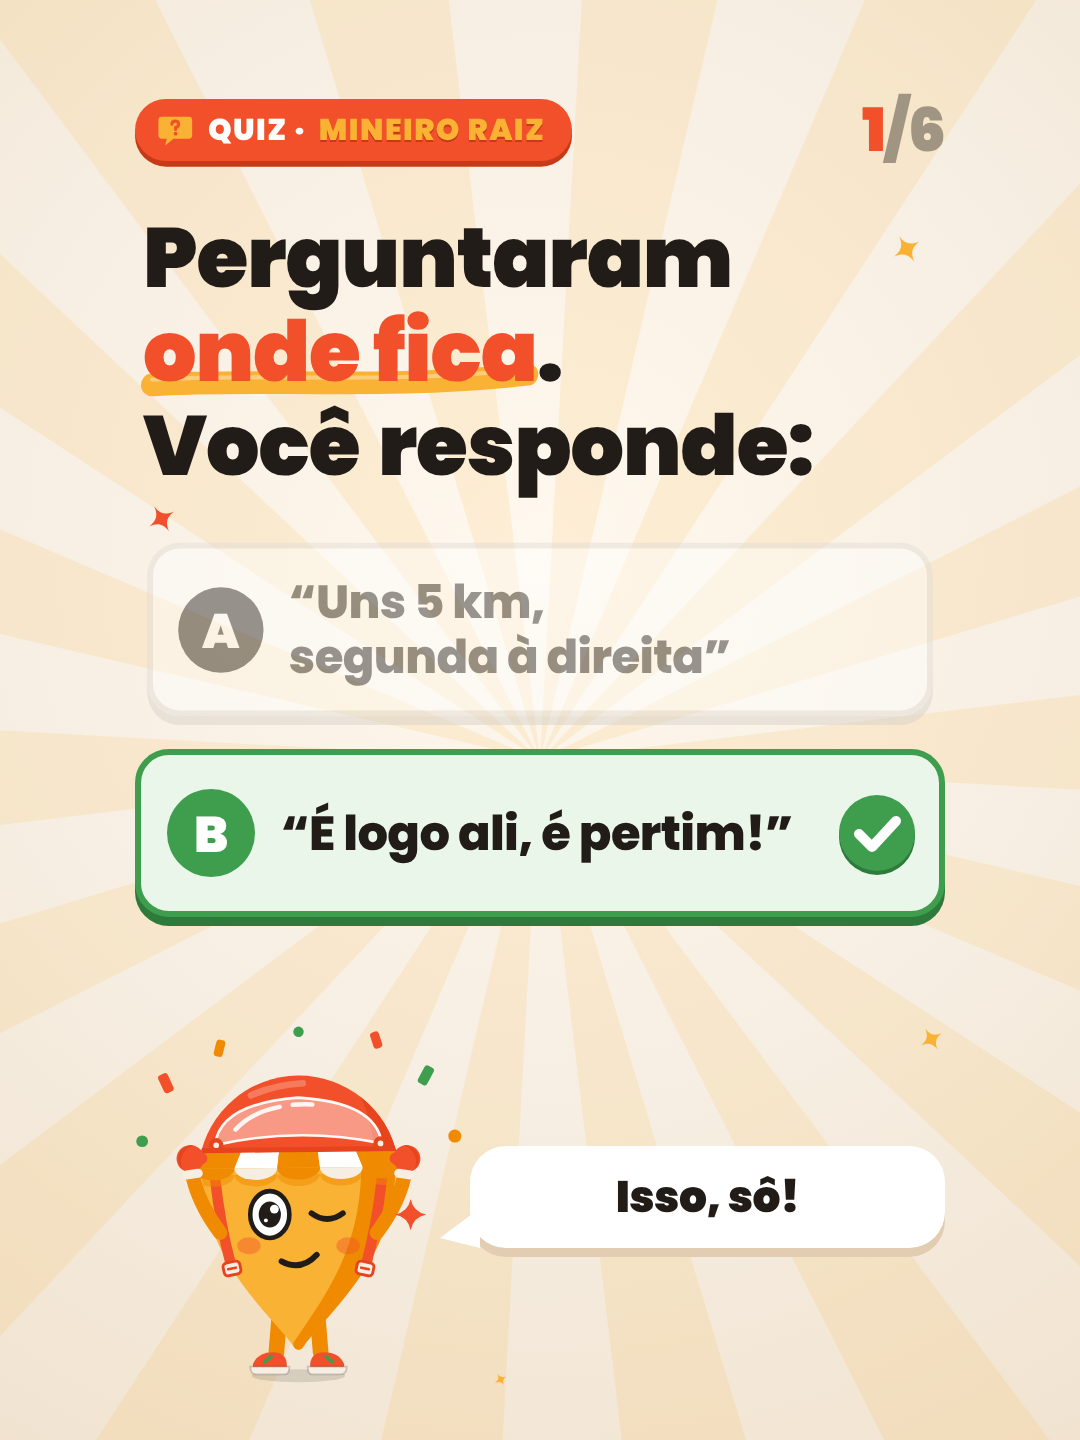 QUIZ • MINEIRO RAIZ
1/6
Perguntaram
onde fica.
Você responde:
A
“Uns 5 km,
segunda à direita”
B
“É logo ali, é pertim!”
Isso, sô!